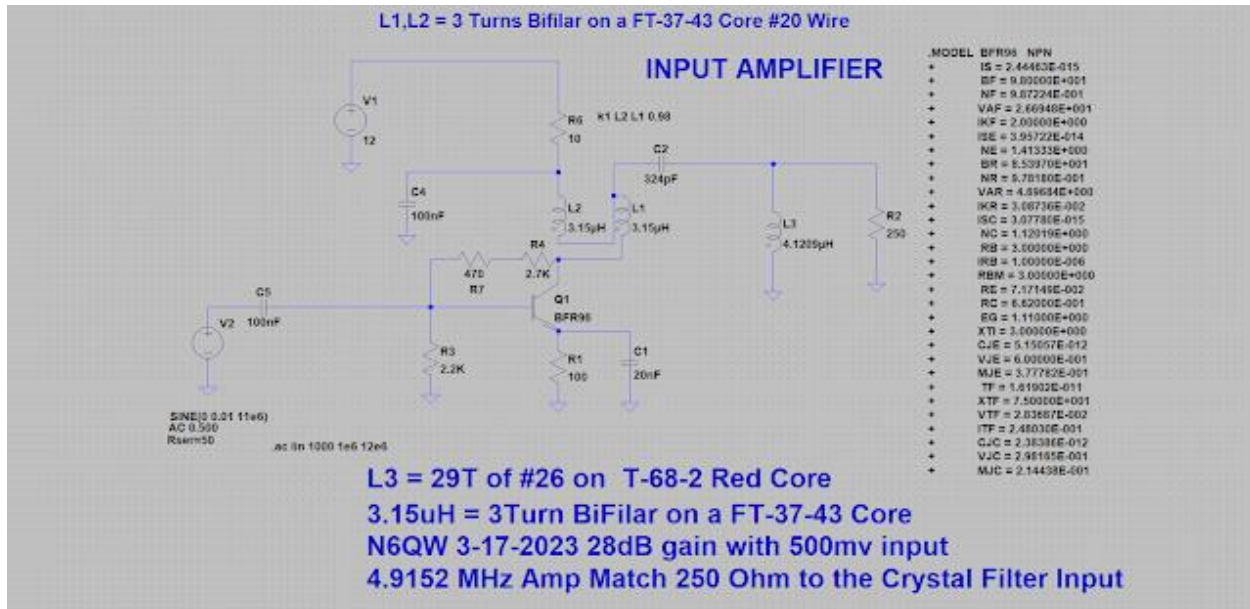 L1,L2 = 3 Turns Bifilar on a FT-37-43 Core #20 Wire
INPUT AMPLIFIER
V1
12
R6
10
k1 L2 L1 0.98
C2
324pF
C4
100nF
L2
3.15µH
L1
3.15µH
L3
4.1209µH
R2
250
R4
2.7K
470
R7
C5
100nF
V2
Q1
BFR96
R3
2.2K
R1
100
C1
20nF
SINE(0 0.01 11e6)
AC 0.500
Rser=50
.ac lin 1000 1e6 12e6
.MODEL BFR96 NPN
+ IS = 2.44463E-015
+ BF = 9.80000E+001
+ NF = 9.87224E-001
+ VAF = 2.66948E+001
+ IKF = 2.00000E+000
+ ISE = 3.95722E-014
+ NE = 1.41333E+000
+ BR = 8.53970E+001
+ NR = 9.78180E-001
+ VAR = 4.69684E+000
+ IKR = 3.08736E-002
+ ISC = 3.07780E-015
+ NC = 1.12019E+000
+ RB = 3.00000E+000
+ IRB = 1.00000E-006
+ RBM = 3.00000E+000
+ RE = 7.17149E-002
+ RC = 6.62000E-001
+ EG = 1.11000E+000
+ XTI = 3.00000E+000
+ CJE = 5.15057E-012
+ VJE = 6.00000E-001
+ MJE = 3.77782E-001
+ TF = 1.61902E-011
+ XTF = 7.50000E+001
+ VTF = 2.83687E-002
+ ITF = 2.48030E-001
+ CJC = 2.38386E-012
+ VJC = 2.98165E-001
+ MJC = 2.14438E-001
L3 = 29T of #26 on T-68-2 Red Core
3.15uH = 3Turn BiFilar on a FT-37-43 Core
N6QW 3-17-2023 28dB gain with 500mv input
4.9152 MHz Amp Match 250 Ohm to the Crystal Filter Input